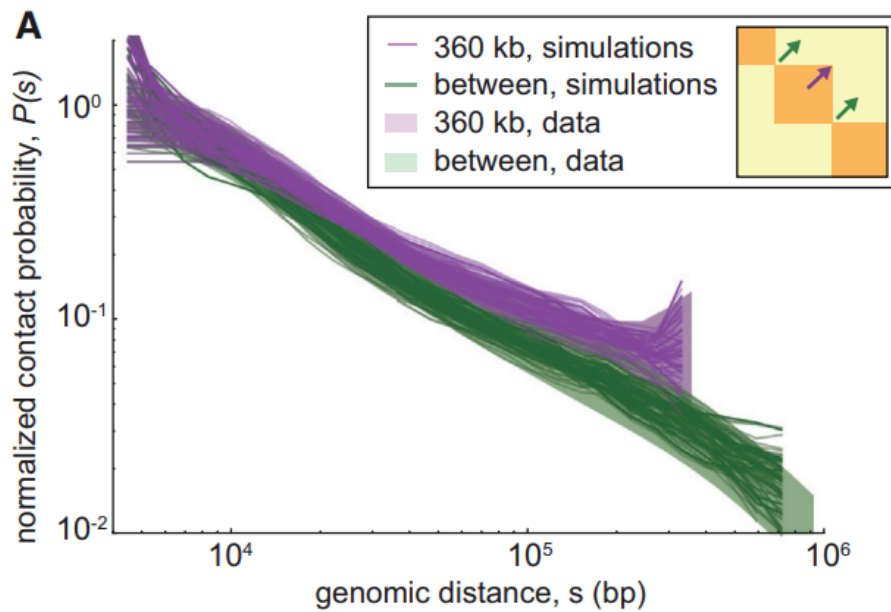 A
360 kb, simulations
between, simulations
360 kb, data
between, data
normalized contact probability, P(s)
10⁰
10⁻¹
10⁻²
10⁴
10⁵
10⁶
genomic distance, s (bp)